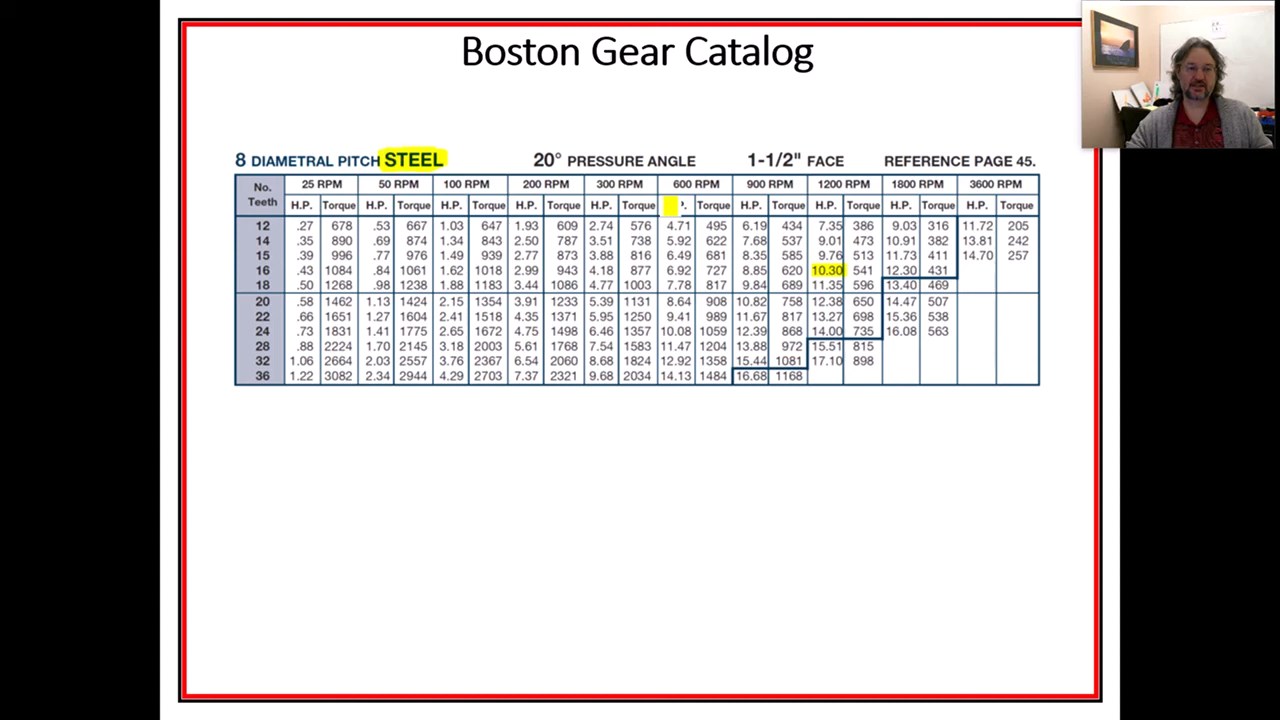 Boston Gear Catalog
8 DIAMETRAL PITCH STEEL 20° PRESSURE ANGLE 1-1/2" FACE REFERENCE PAGE 45.
No. Teeth 25 RPM 50 RPM 100 RPM 200 RPM 300 RPM 600 RPM 900 RPM 1200 RPM 1800 RPM 3600 RPM
H.P. Torque H.P. Torque H.P. Torque H.P. Torque H.P. Torque P. Torque H.P. Torque H.P. Torque H.P. Torque H.P. Torque
12 .27 678 .53 667 1.03 647 1.93 609 2.74 576 4.71 495 6.19 434 7.35 386 9.03 316 11.72 205
14 .35 890 .69 874 1.34 843 2.50 787 3.51 738 5.92 622 7.68 537 9.01 473 10.91 382 13.81 242
15 .39 996 .77 976 1.49 939 2.77 873 3.88 816 6.49 681 8.35 585 9.76 513 11.73 411 14.70 257
16 .43 1084 .84 1061 1.62 1018 2.99 943 4.18 877 6.92 727 8.85 620 10.30 541 12.30 431
18 .50 1268 .98 1238 1.88 1183 3.44 1086 4.77 1003 7.78 817 9.84 689 11.35 596 13.40 469
20 .58 1462 1.13 1424 2.15 1354 3.91 1233 5.39 1131 8.64 908 10.82 758 12.38 650 14.47 507
22 .66 1651 1.27 1604 2.41 1518 4.35 1371 5.95 1250 9.41 989 11.67 817 13.27 698 15.36 538
24 .73 1831 1.41 1775 2.65 1672 4.75 1498 6.46 1357 10.08 1059 12.39 868 14.00 735 16.08 563
28 .88 2224 1.70 2145 3.18 2003 5.61 1768 7.54 1583 11.47 1204 13.88 972 15.51 815
32 1.06 2664 2.03 2557 3.76 2367 6.54 2060 8.68 1824 12.92 1358 15.44 1081 17.10 898
36 1.22 3082 2.34 2944 4.29 2703 7.37 2321 9.68 2034 14.13 1484 16.68 1168